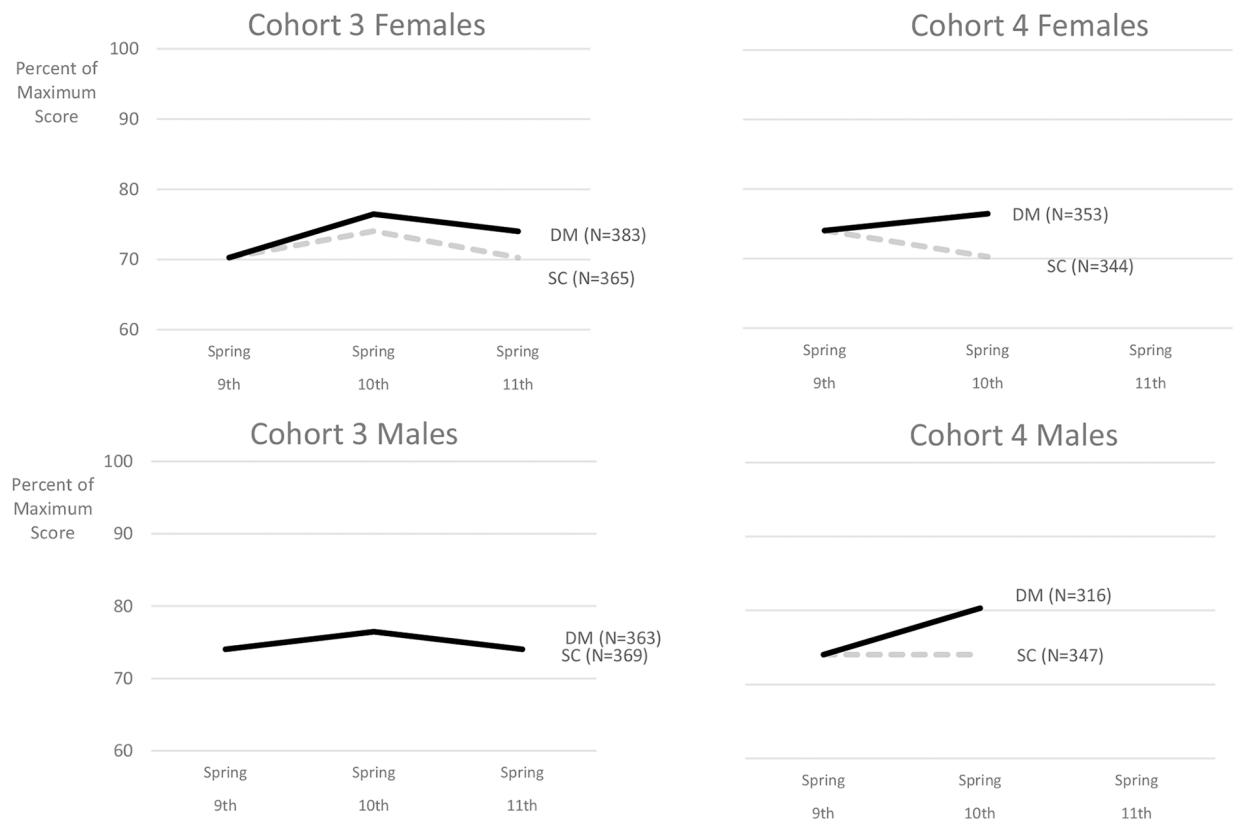 Cohort 3 Females
100
Percent of
Maximum
Score
90
80
70
60
DM (N=383)
SC (N=365)
Spring Spring Spring
9th 10th 11th
Cohort 4 Females
DM (N=353)
SC (N=344)
Spring Spring Spring
9th 10th 11th
Cohort 3 Males
100
Percent of
Maximum
Score
90
80
70
60
DM (N=363)
SC (N=369)
Spring Spring Spring
9th 10th 11th
Cohort 4 Males
DM (N=316)
SC (N=347)
Spring Spring Spring
9th 10th 11th